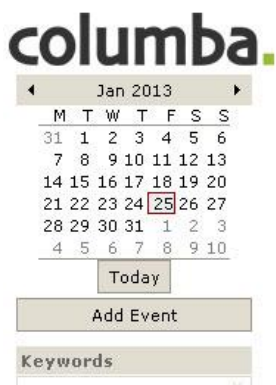 columba.
Jan 2013
M T W T F S S
31 1 2 3 4 5 6
7 8 9 10 11 12 13
14 15 16 17 18 19 20
21 22 23 24 25 26 27
28 29 30 31 1 2 3
4 5 6 7 8 9 10
Today
Add Event
Keywords